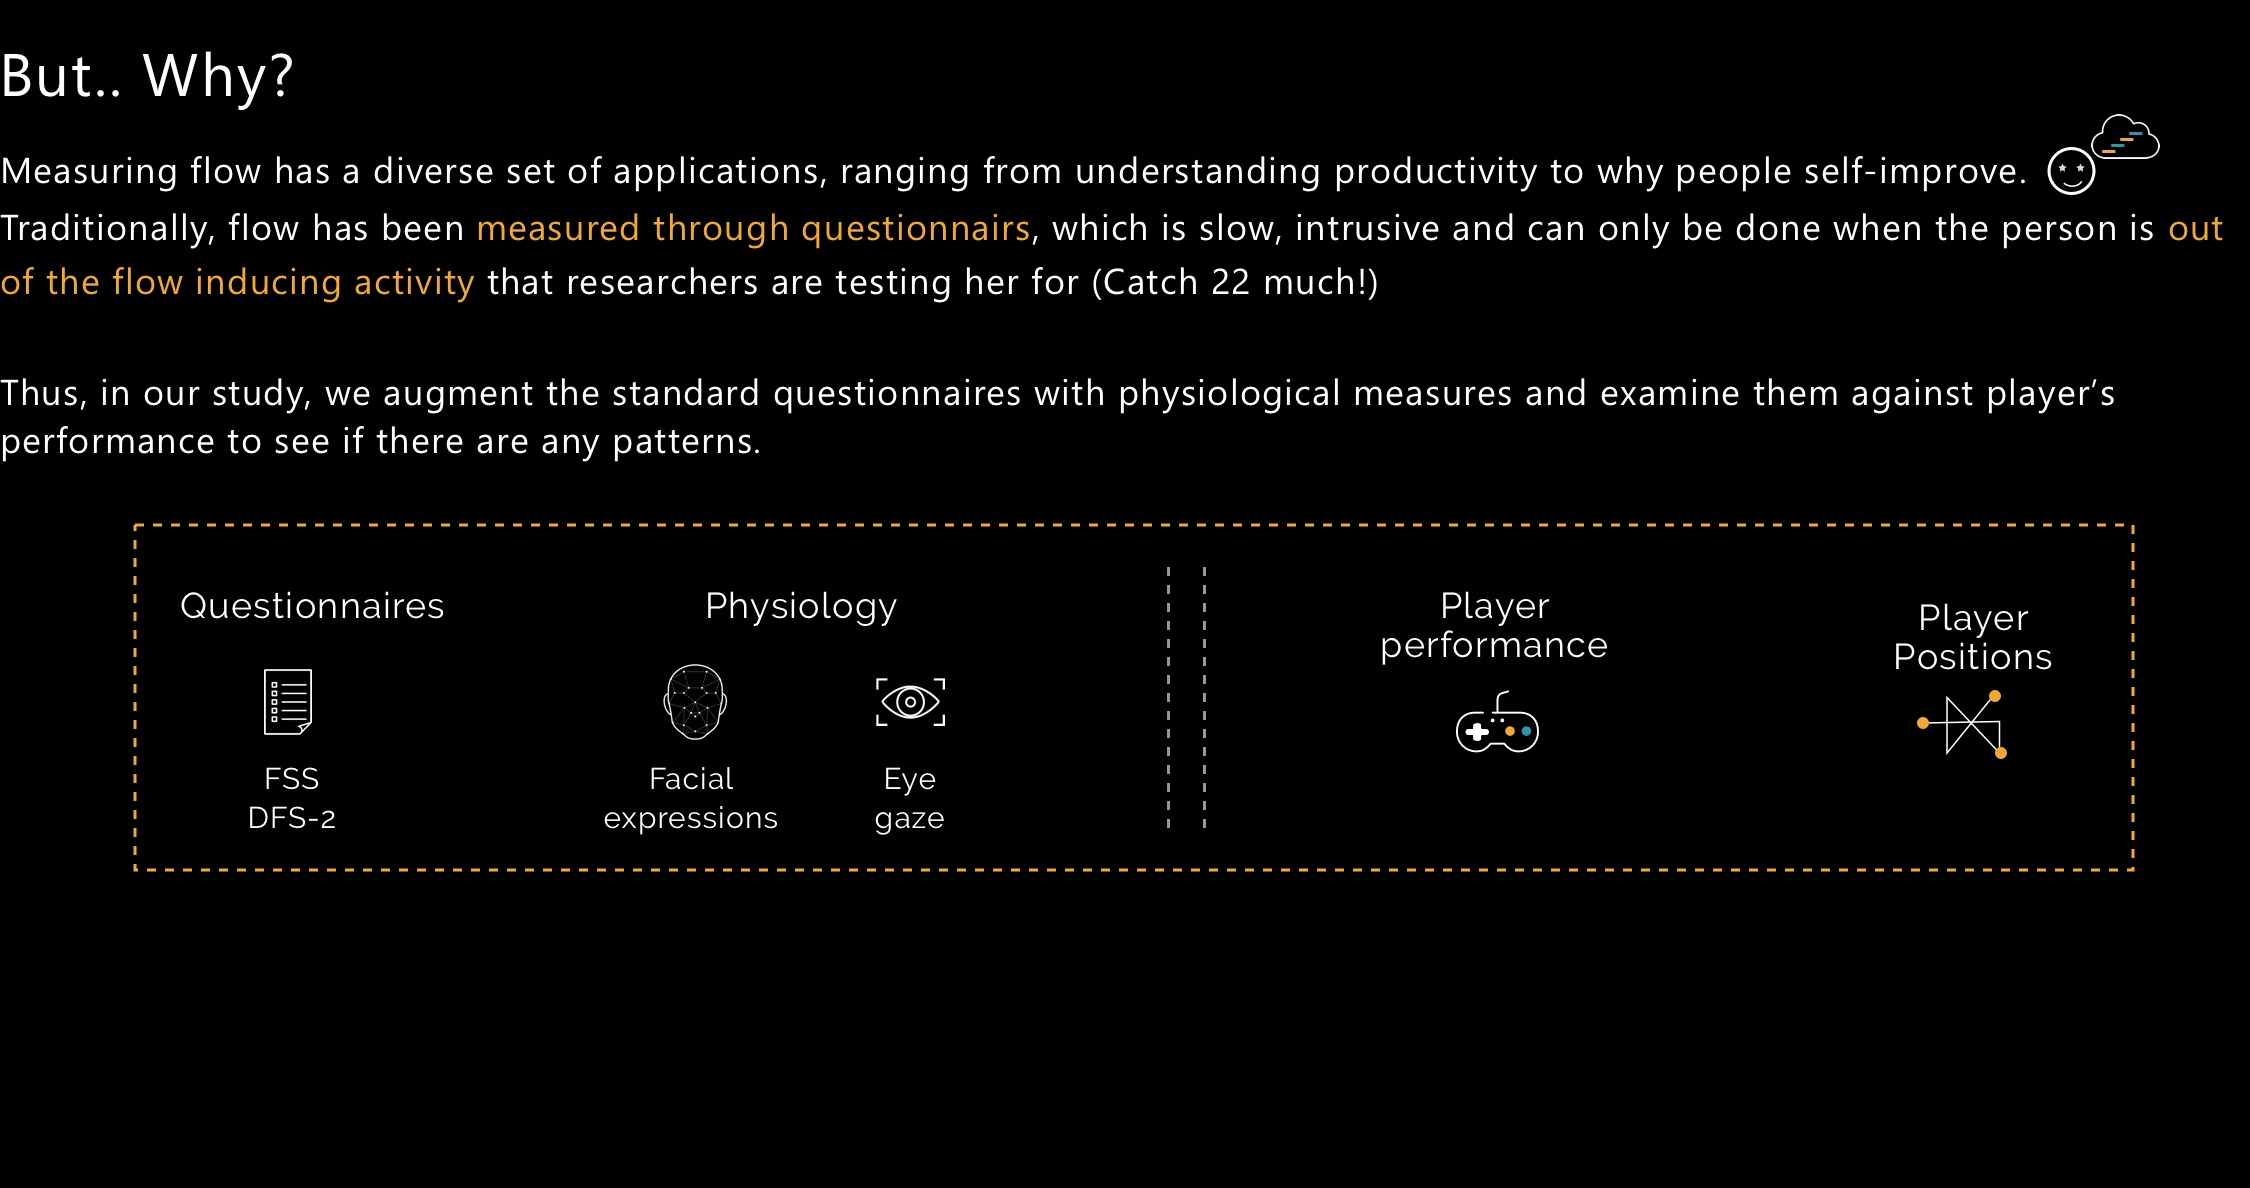 But.. Why?
Measuring flow has a diverse set of applications, ranging from understanding productivity to why people self-improve.
Traditionally, flow has been measured through questionnairs, which is slow, intrusive and can only be done when the person is out
of the flow inducing activity that researchers are testing her for (Catch 22 much!)
Thus, in our study, we augment the standard questionnaires with physiological measures and examine them against player’s
performance to see if there are any patterns.
Questionnaires
FSS
DFS-2
Physiology
Facial
expressions
Eye
gaze
Player
performance
Player
Positions